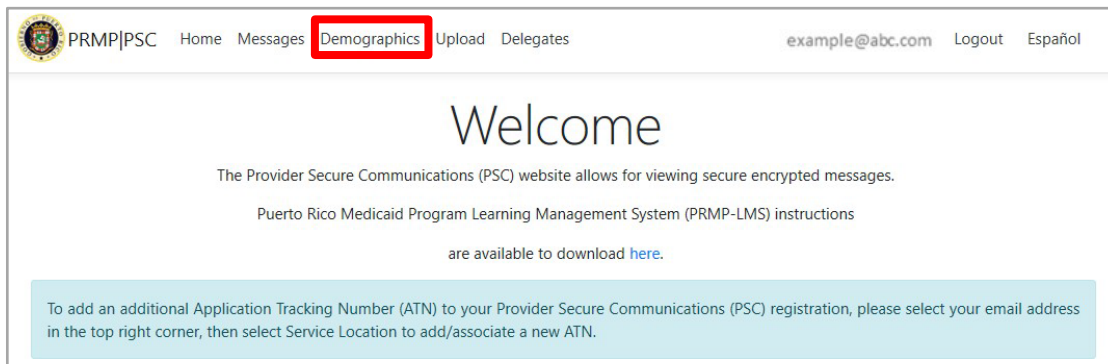 PRMP|PSC Home Messages Demographics Upload Delegates example@abc.com Logout Español
Welcome
The Provider Secure Communications (PSC) website allows for viewing secure encrypted messages.
Puerto Rico Medicaid Program Learning Management System (PRMP-LMS) instructions
are available to download here.
To add an additional Application Tracking Number (ATN) to your Provider Secure Communications (PSC) registration, please select your email address
in the top right corner, then select Service Location to add/associate a new ATN.